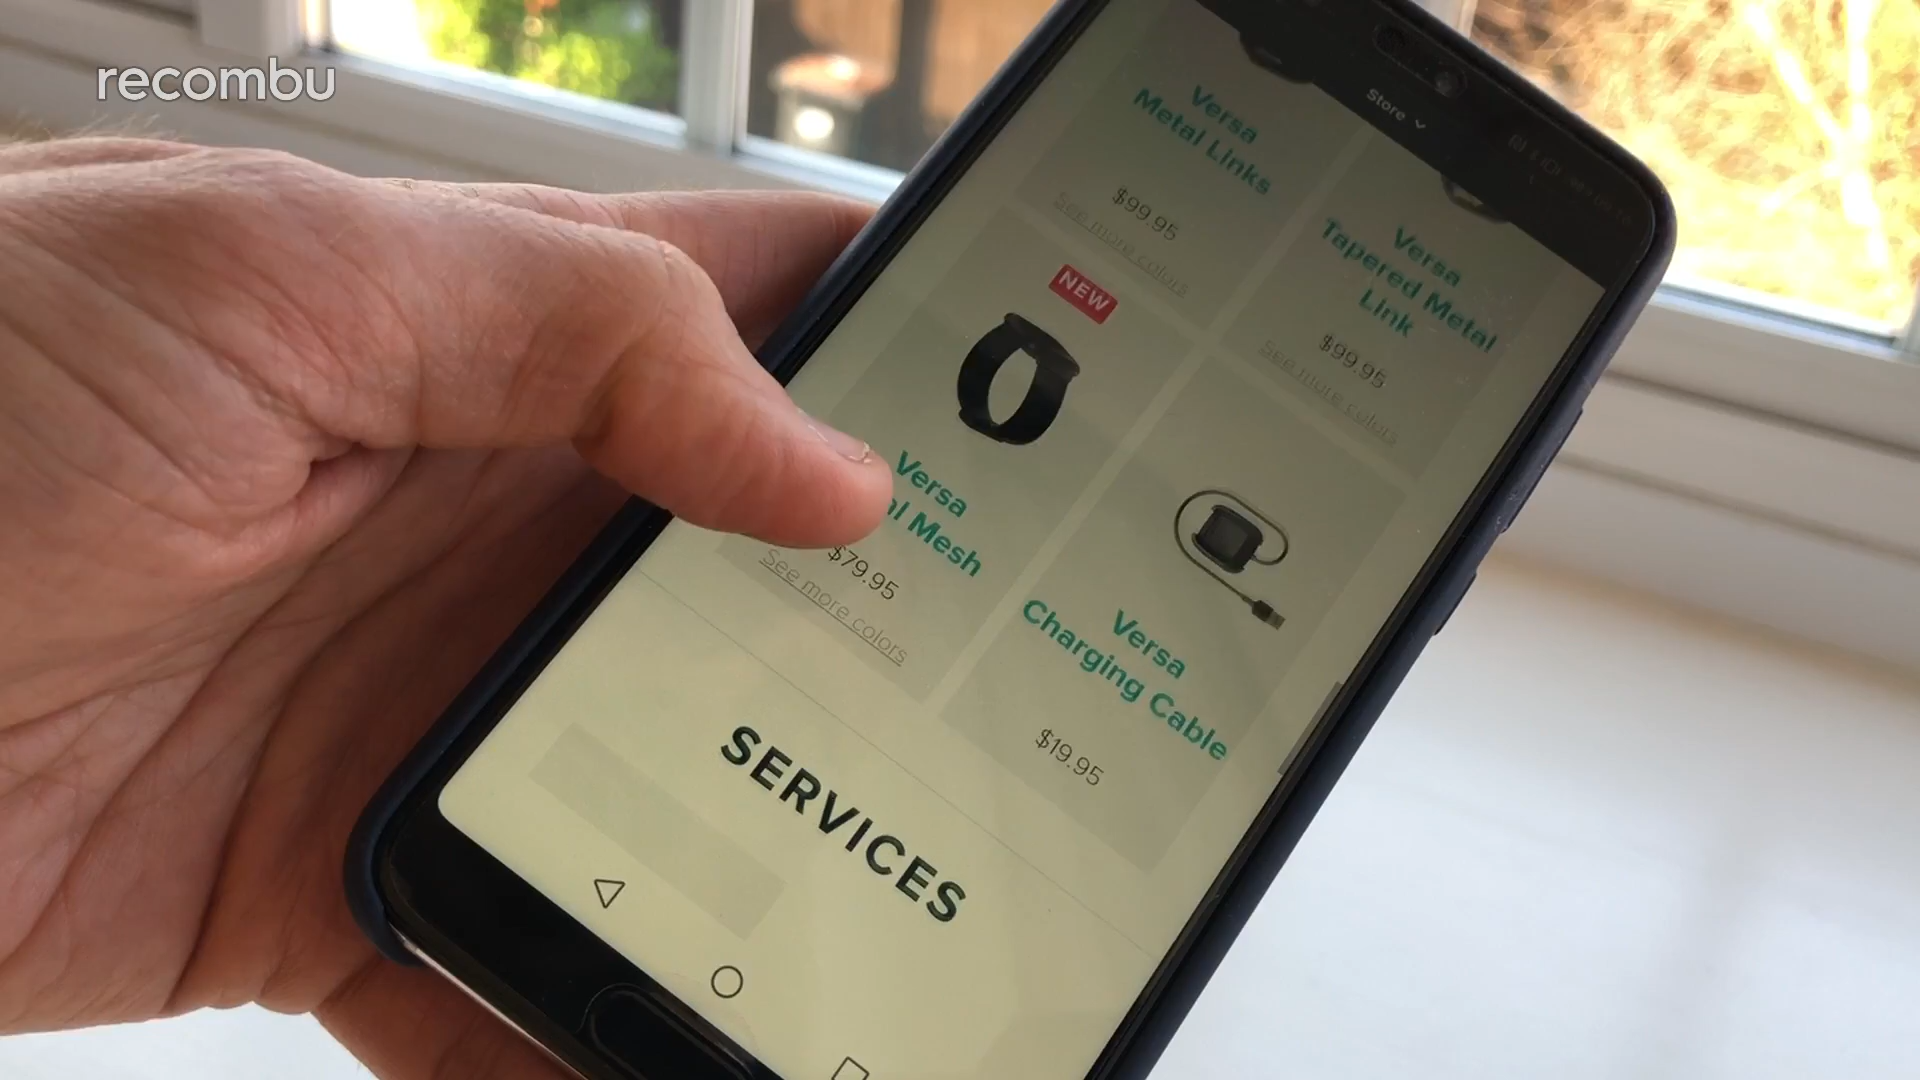 recombu
Store
Versa
Metal Links
$99.95
See more colors
Versa
Tapered Metal
Link
$99.95
See more colors
NEW
Versa
al Mesh
$79.95
See more colors
Versa
Charging Cable
$19.95
SERVICES